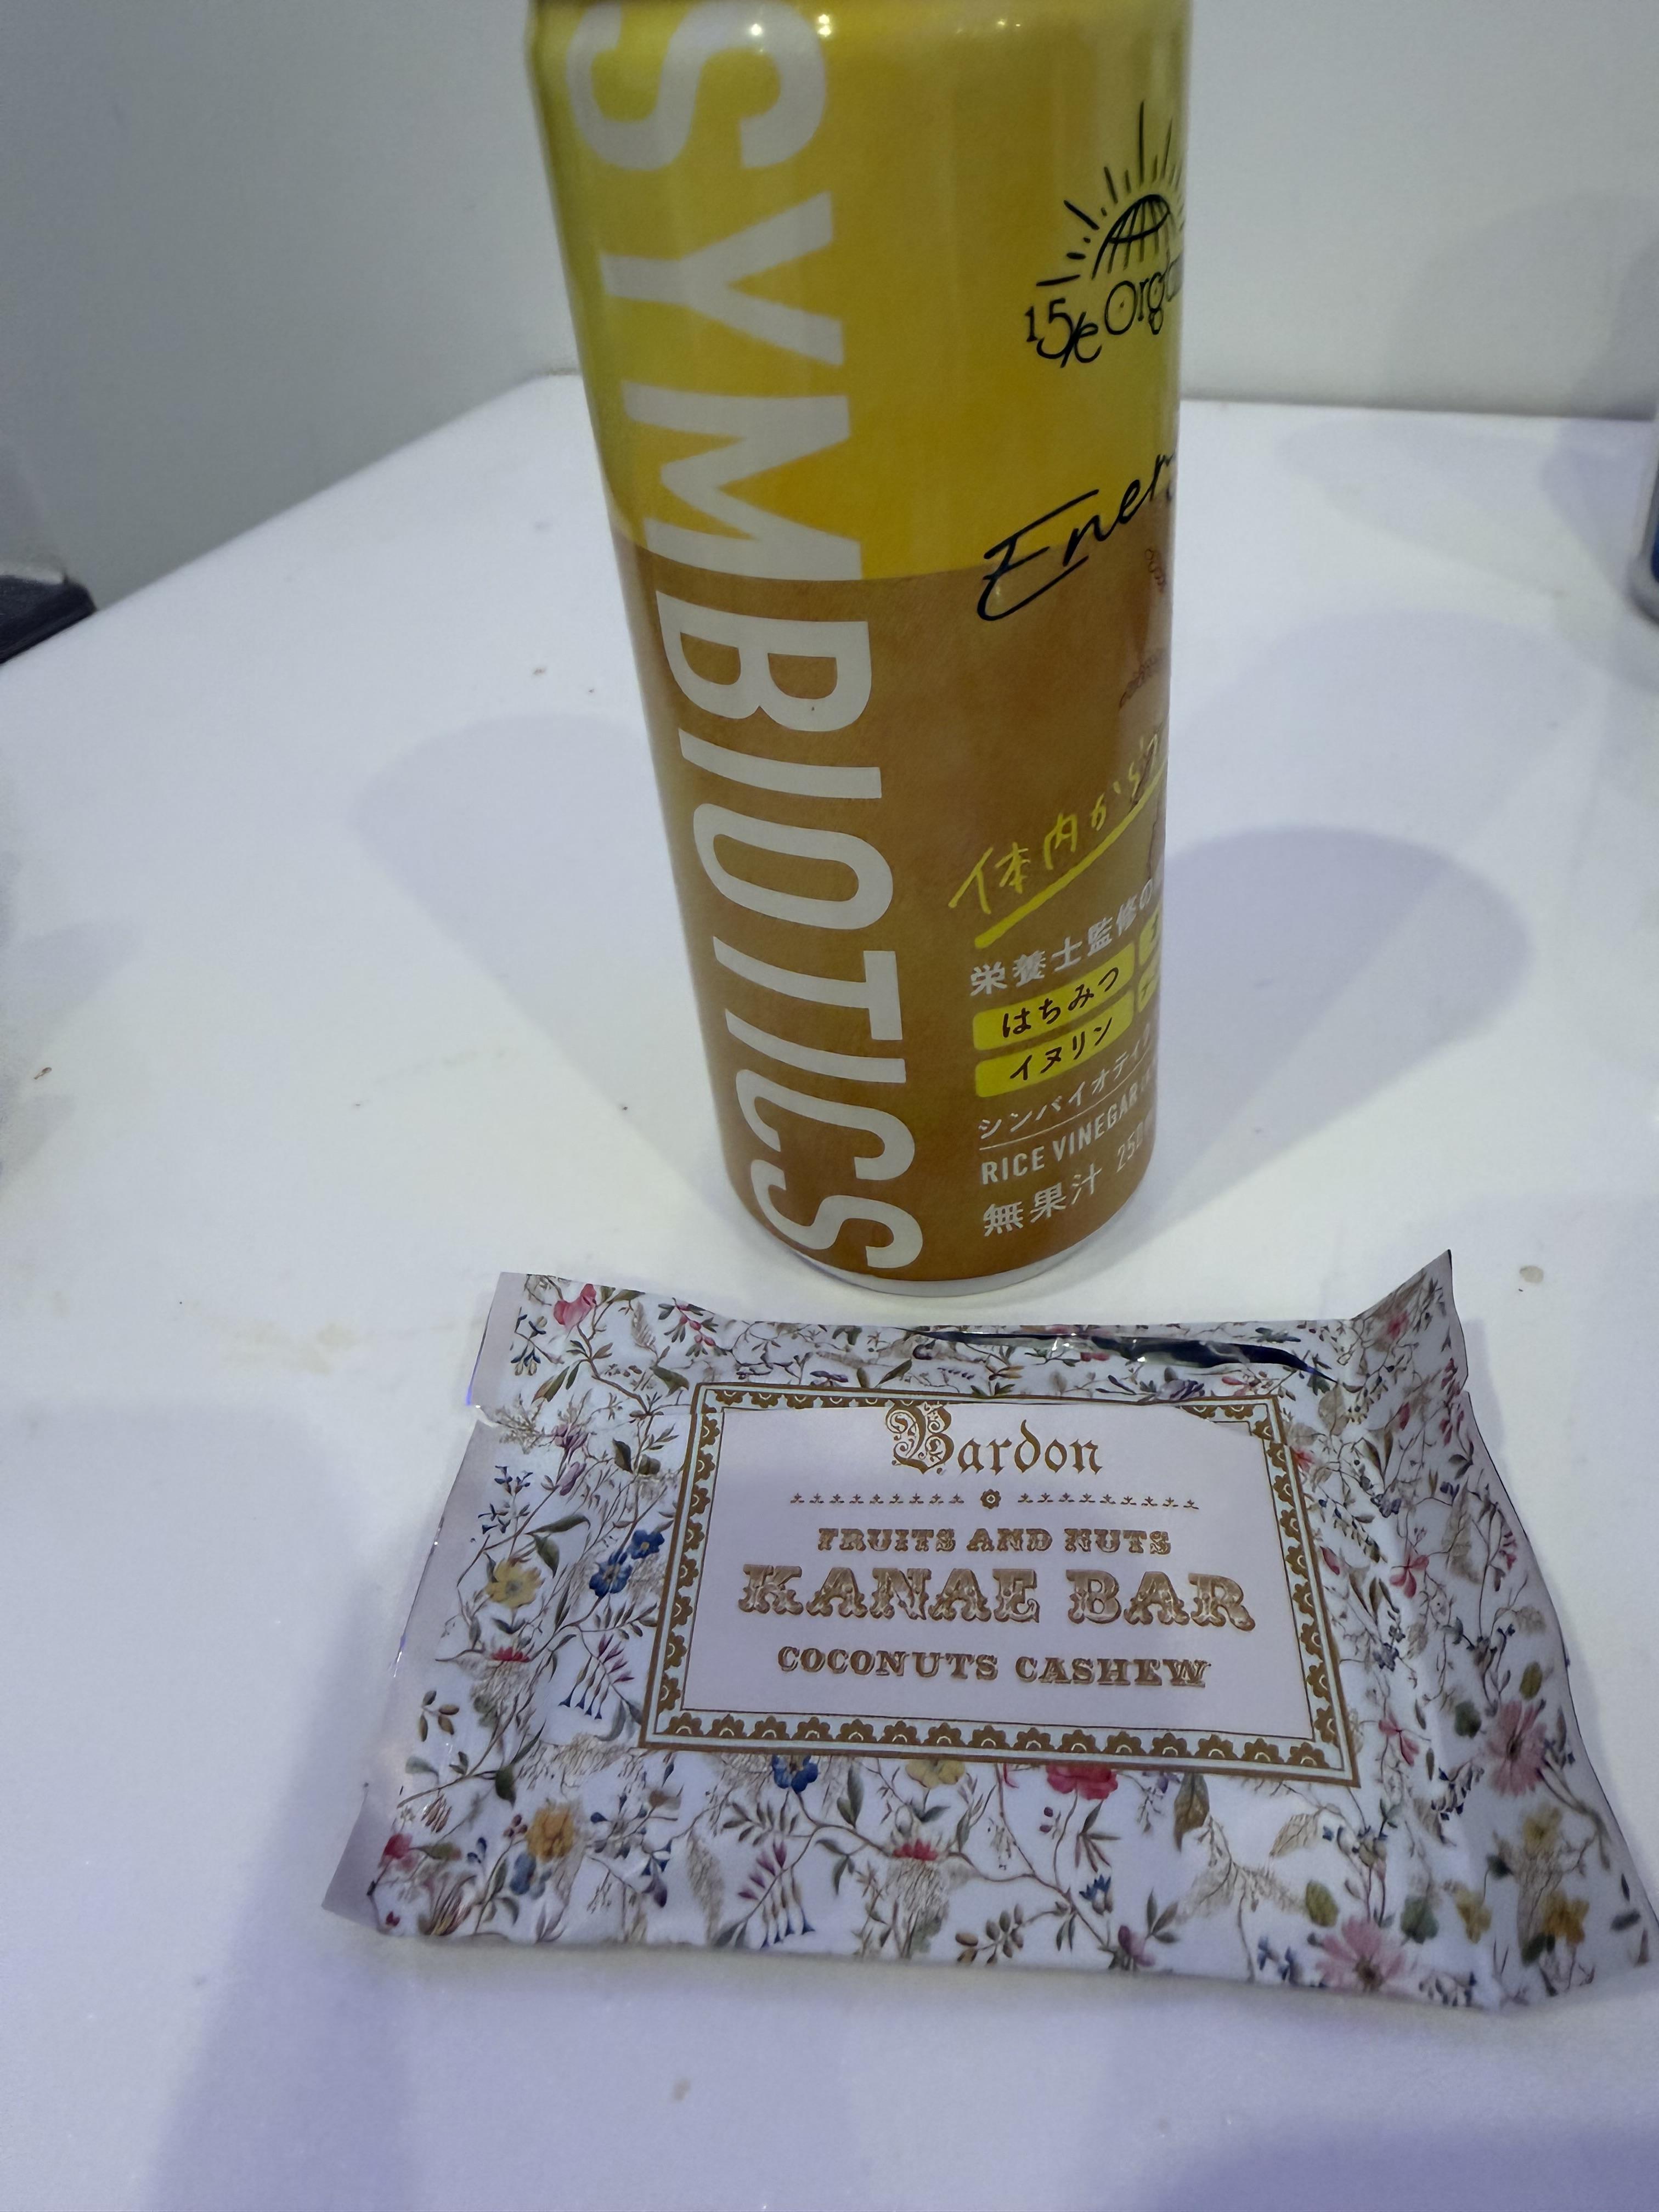 SYMBIOTICS
体内から
栄養士監修の
はちみつ
イヌリン
シンバイオティ
RICE VINEGAR
無果汁
Bardon
FRUITS AND NUTS
KANAE BAR
COCONUTS CASHEW